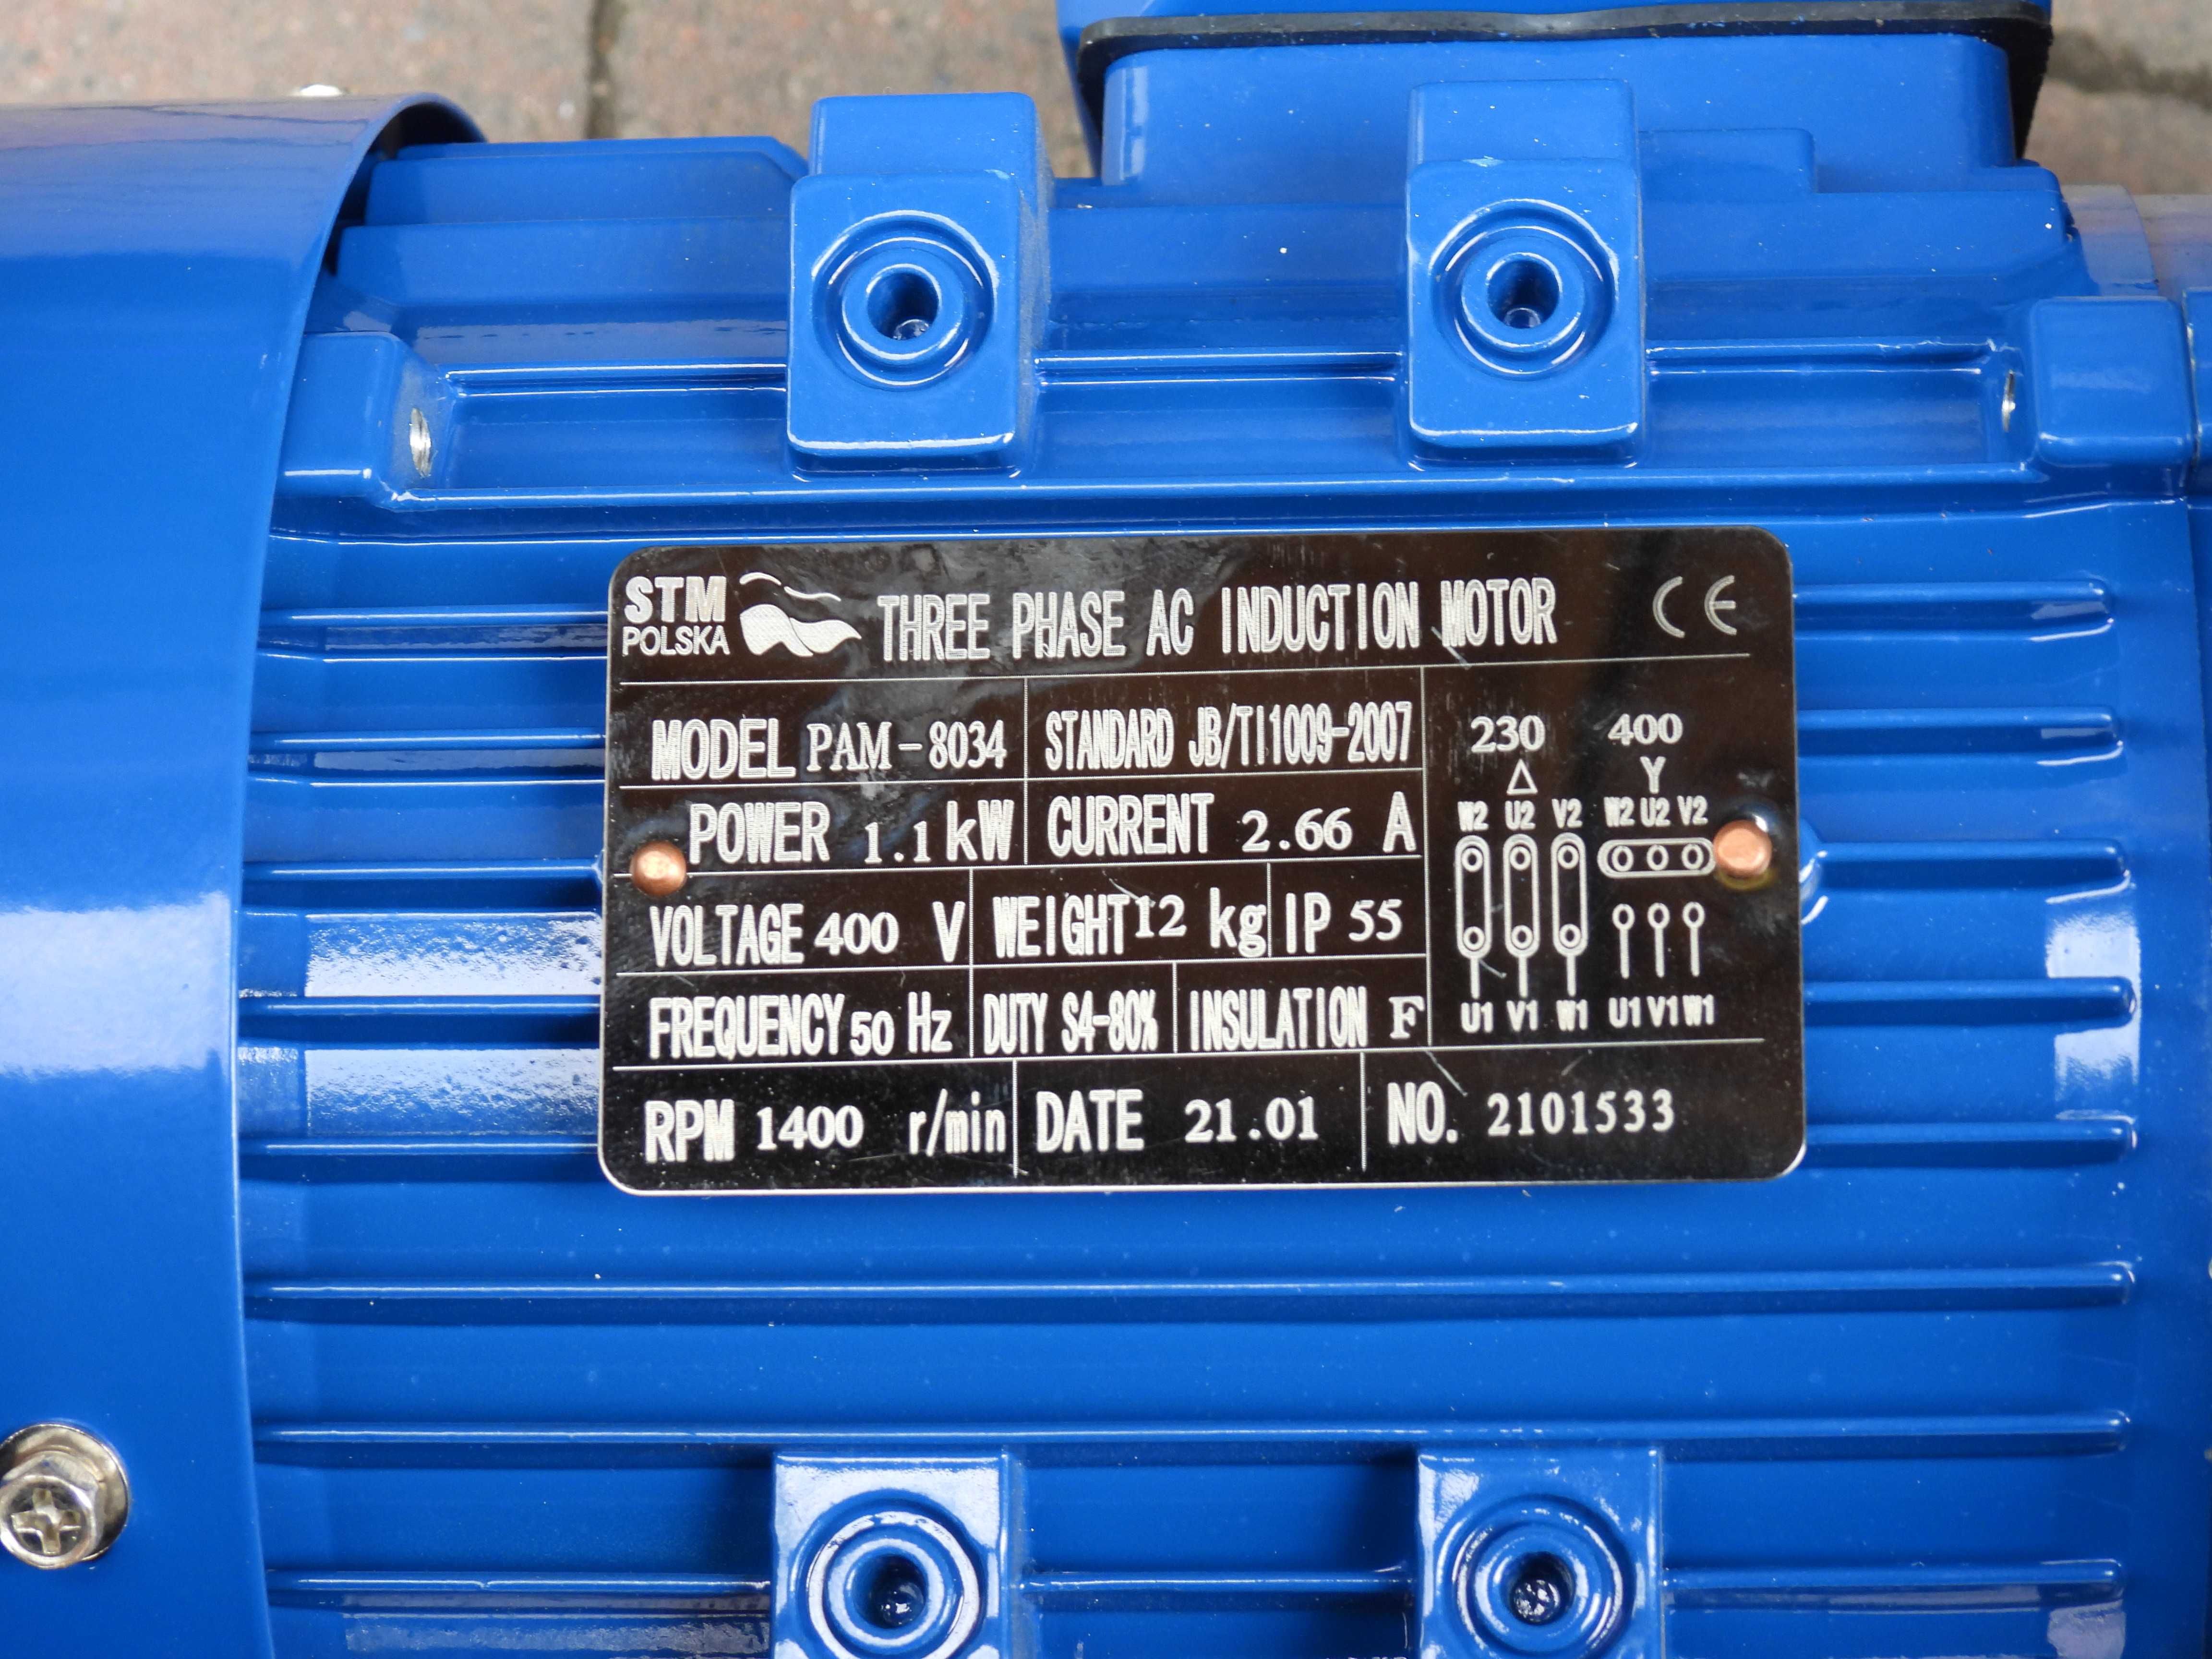 STM
POLSKA
THREE PHASE AC INDUCTION MOTOR CE
MODEL PAM-8034 STANDARD JB/T11009-2007
POWER 1.1 kW CURRENT 2.66 A
VOLTAGE 400 V WEIGHT 12 kg IP 55
FREQUENCY 50 Hz DUTY S4-80% INSULATION F
RPM 1400 r/min DATE 21.01 NO. 2101533
230 400
△ Y
W2 U2 V2 W2 U2 V2
U1 V1 W1 U1 V1 W1